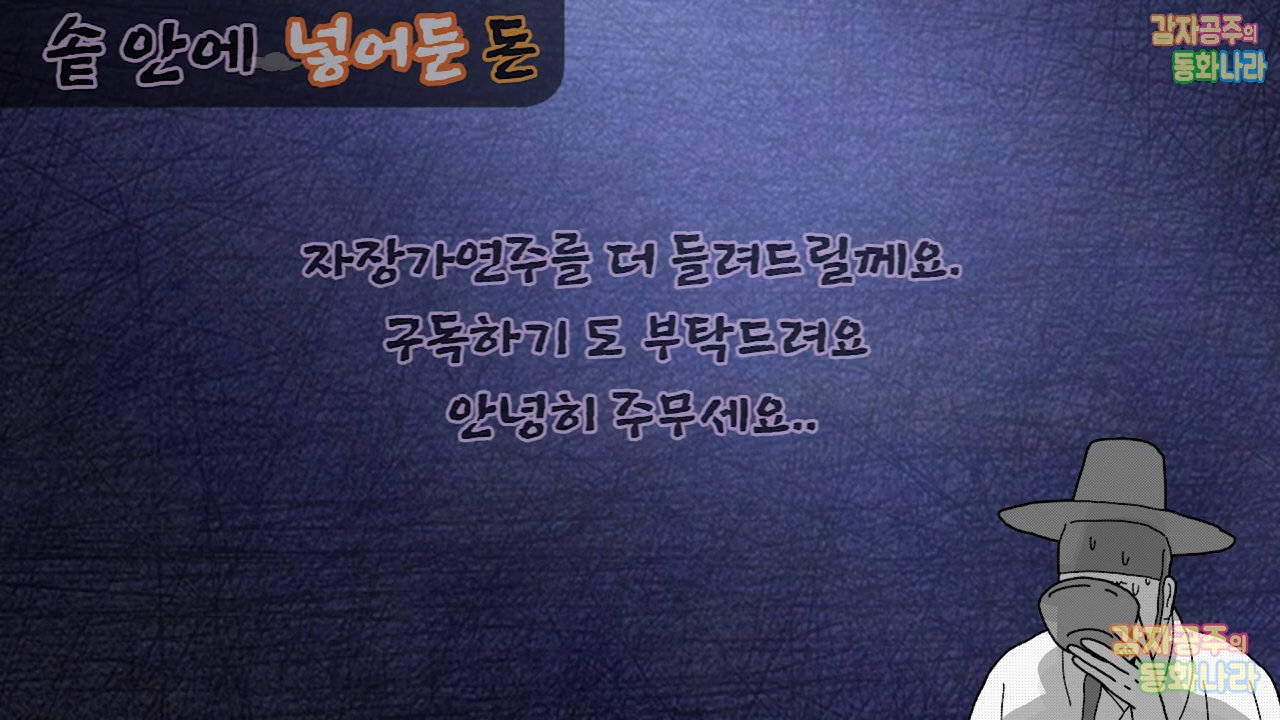 솥 안에 넣어둔 돈
감자공주의
동화나라
자장가연주를 더 들려드릴께요.
구독하기 도 부탁드려요
안녕히 주무세요..
감자공주의
동화나라